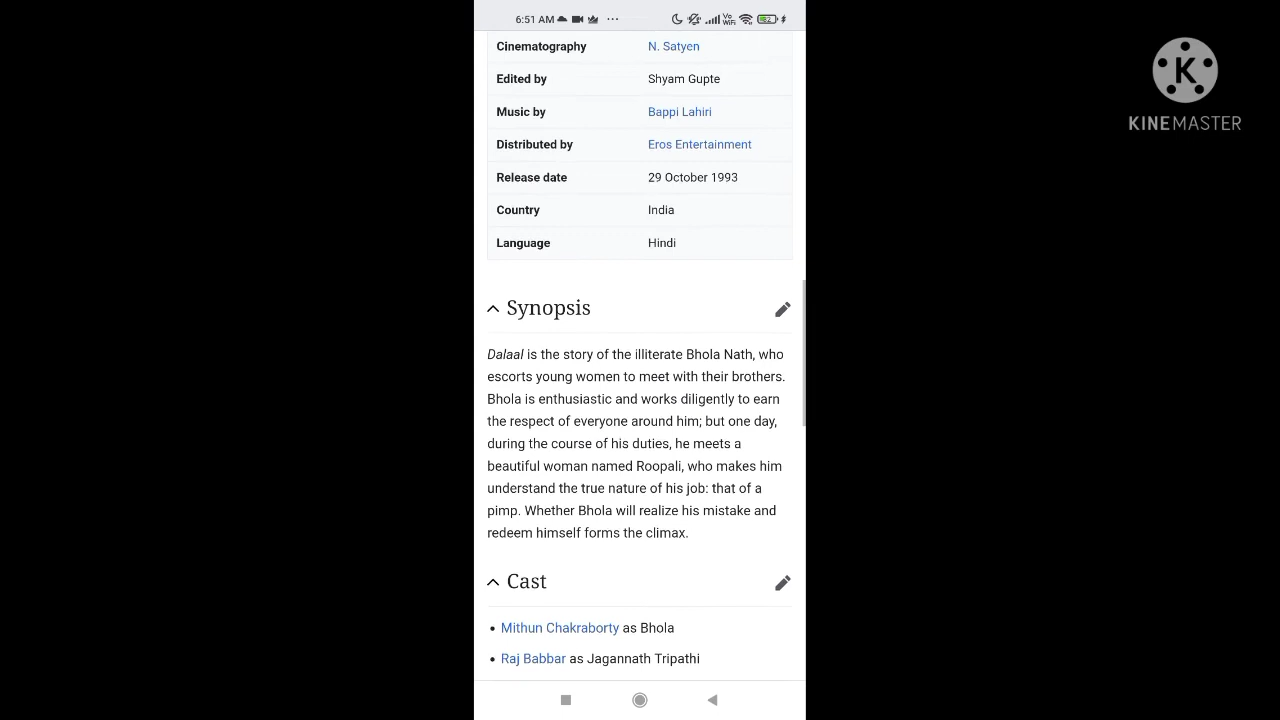 6:51 AM ...
Vo
WiFi
KINEMASTER
Cinematography N. Satyen
Edited by Shyam Gupte
Music by Bappi Lahiri
Distributed by Eros Entertainment
Release date 29 October 1993
Country India
Language Hindi
Synopsis
Dalaal is the story of the illiterate Bhola Nath, who
escorts young women to meet with their brothers.
Bhola is enthusiastic and works diligently to earn
the respect of everyone around him; but one day,
during the course of his duties, he meets a
beautiful woman named Roopali, who makes him
understand the true nature of his job: that of a
pimp. Whether Bhola will realize his mistake and
redeem himself forms the climax.
Cast
• Mithun Chakraborty as Bhola
• Raj Babbar as Jagannath Tripathi